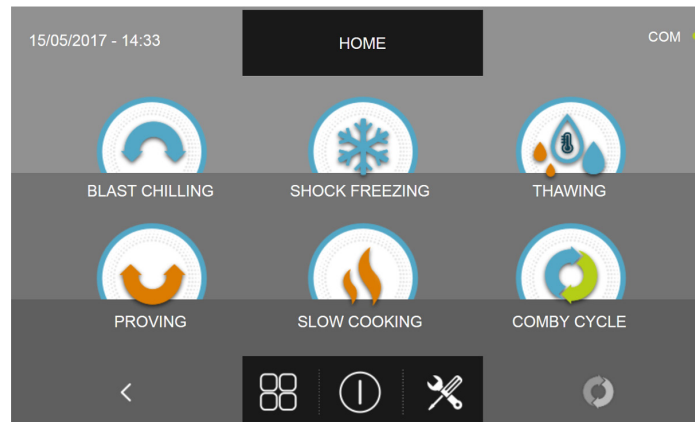 15/05/2017 - 14:33
HOME
COM
BLAST CHILLING
SHOCK FREEZING
THAWING
PROVING
SLOW COOKING
COMBY CYCLE